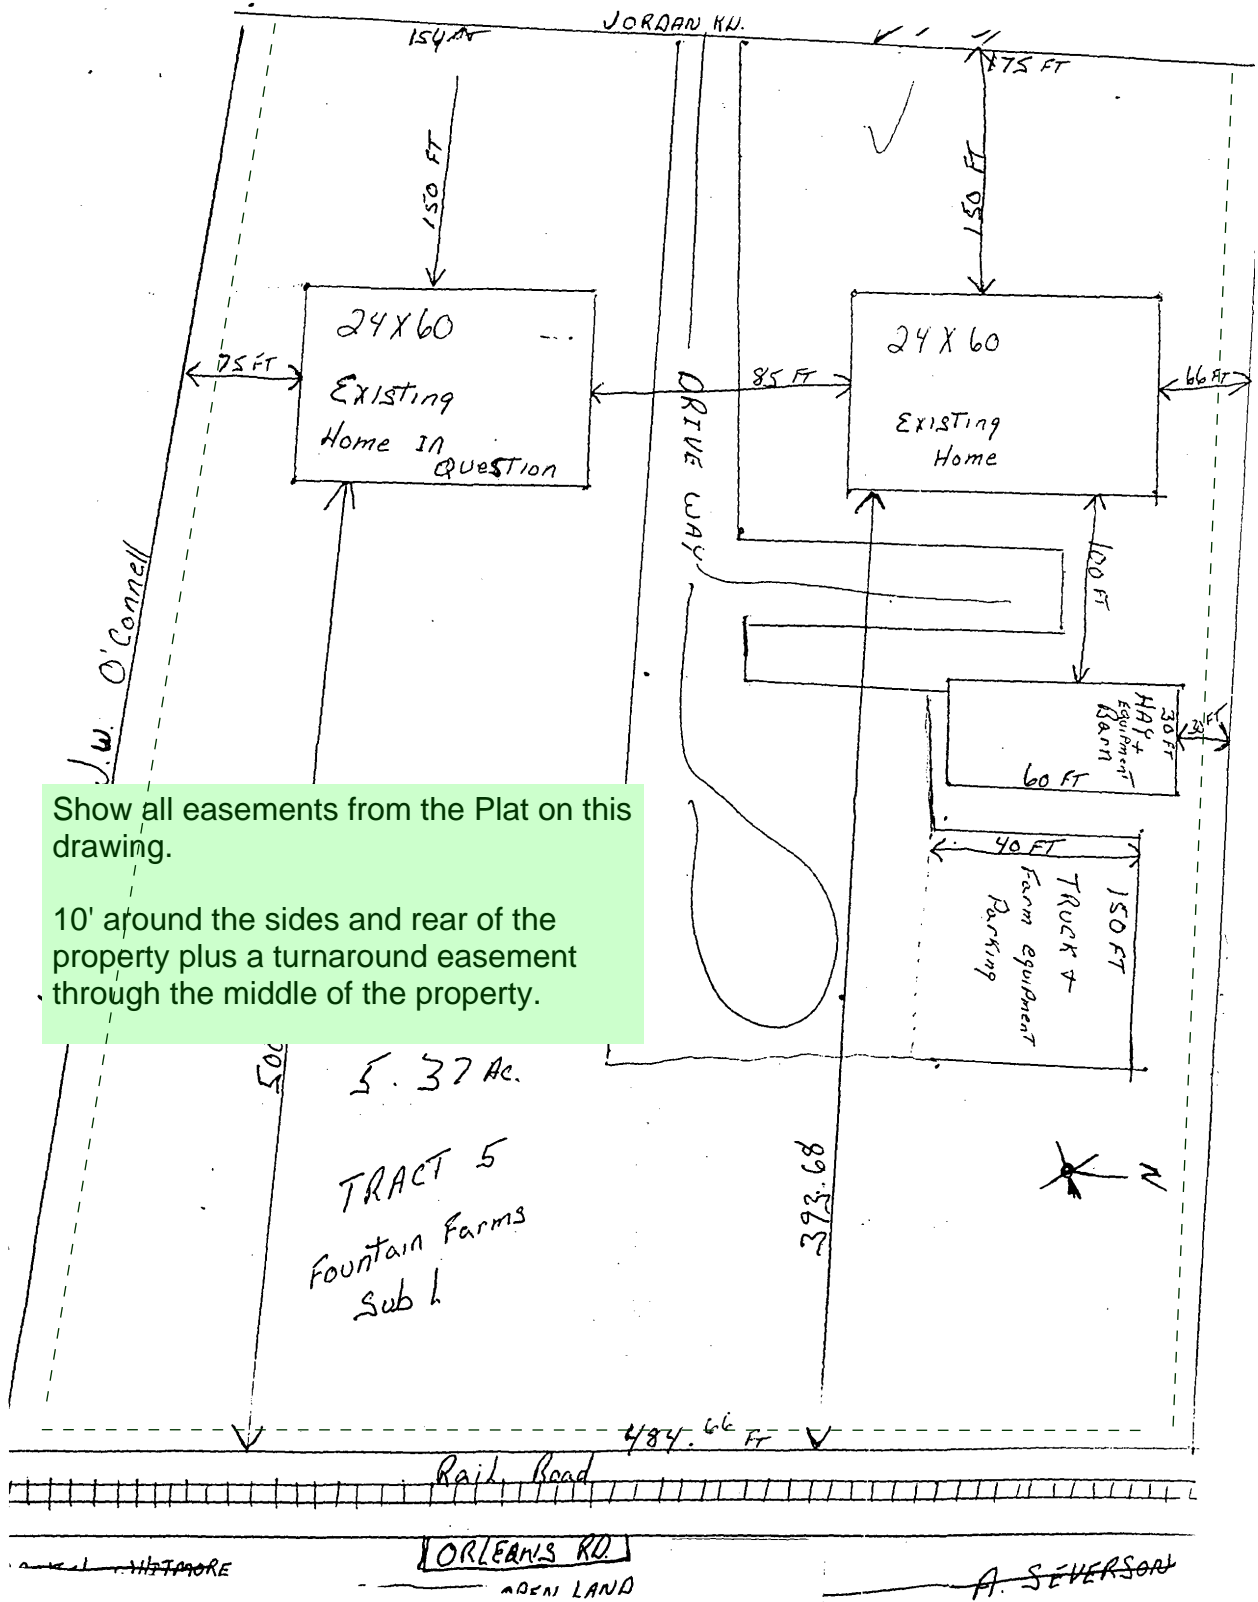 JORDAN RD.
154
175 FT
150 FT
150 FT
24X60
Existing
Home In
Question
24 X 60
Existing
Home
75 FT
85 FT
66 FT
DRIVE WAY
100 FT
J.W. O'Connell
30 FT
HAY +
Equipment
Barn
60 FT
Show all easements from the Plat on this
drawing.
10' around the sides and rear of the
property plus a turnaround easement
through the middle of the property.
40 FT
150 FT
TRUCK +
Farm Equipment
Parking
5.37 Ac.
TRACT 5
Fountain Farms
Sub 1.
393.68
N
484.66 FT
Rail Road
ORLEANS RD.
WHITMORE
OPEN LAND
A. SEVERSON